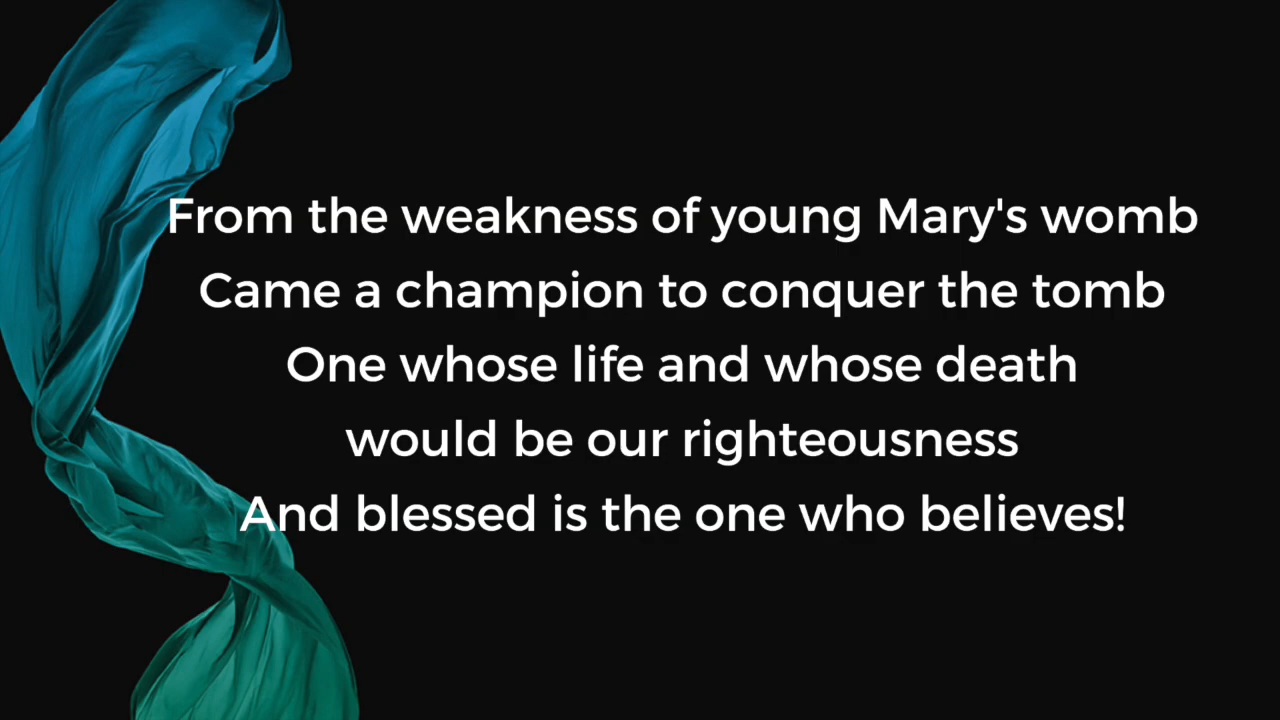 From the weakness of young Mary's womb
Came a champion to conquer the tomb
One whose life and whose death
would be our righteousness
And blessed is the one who believes!